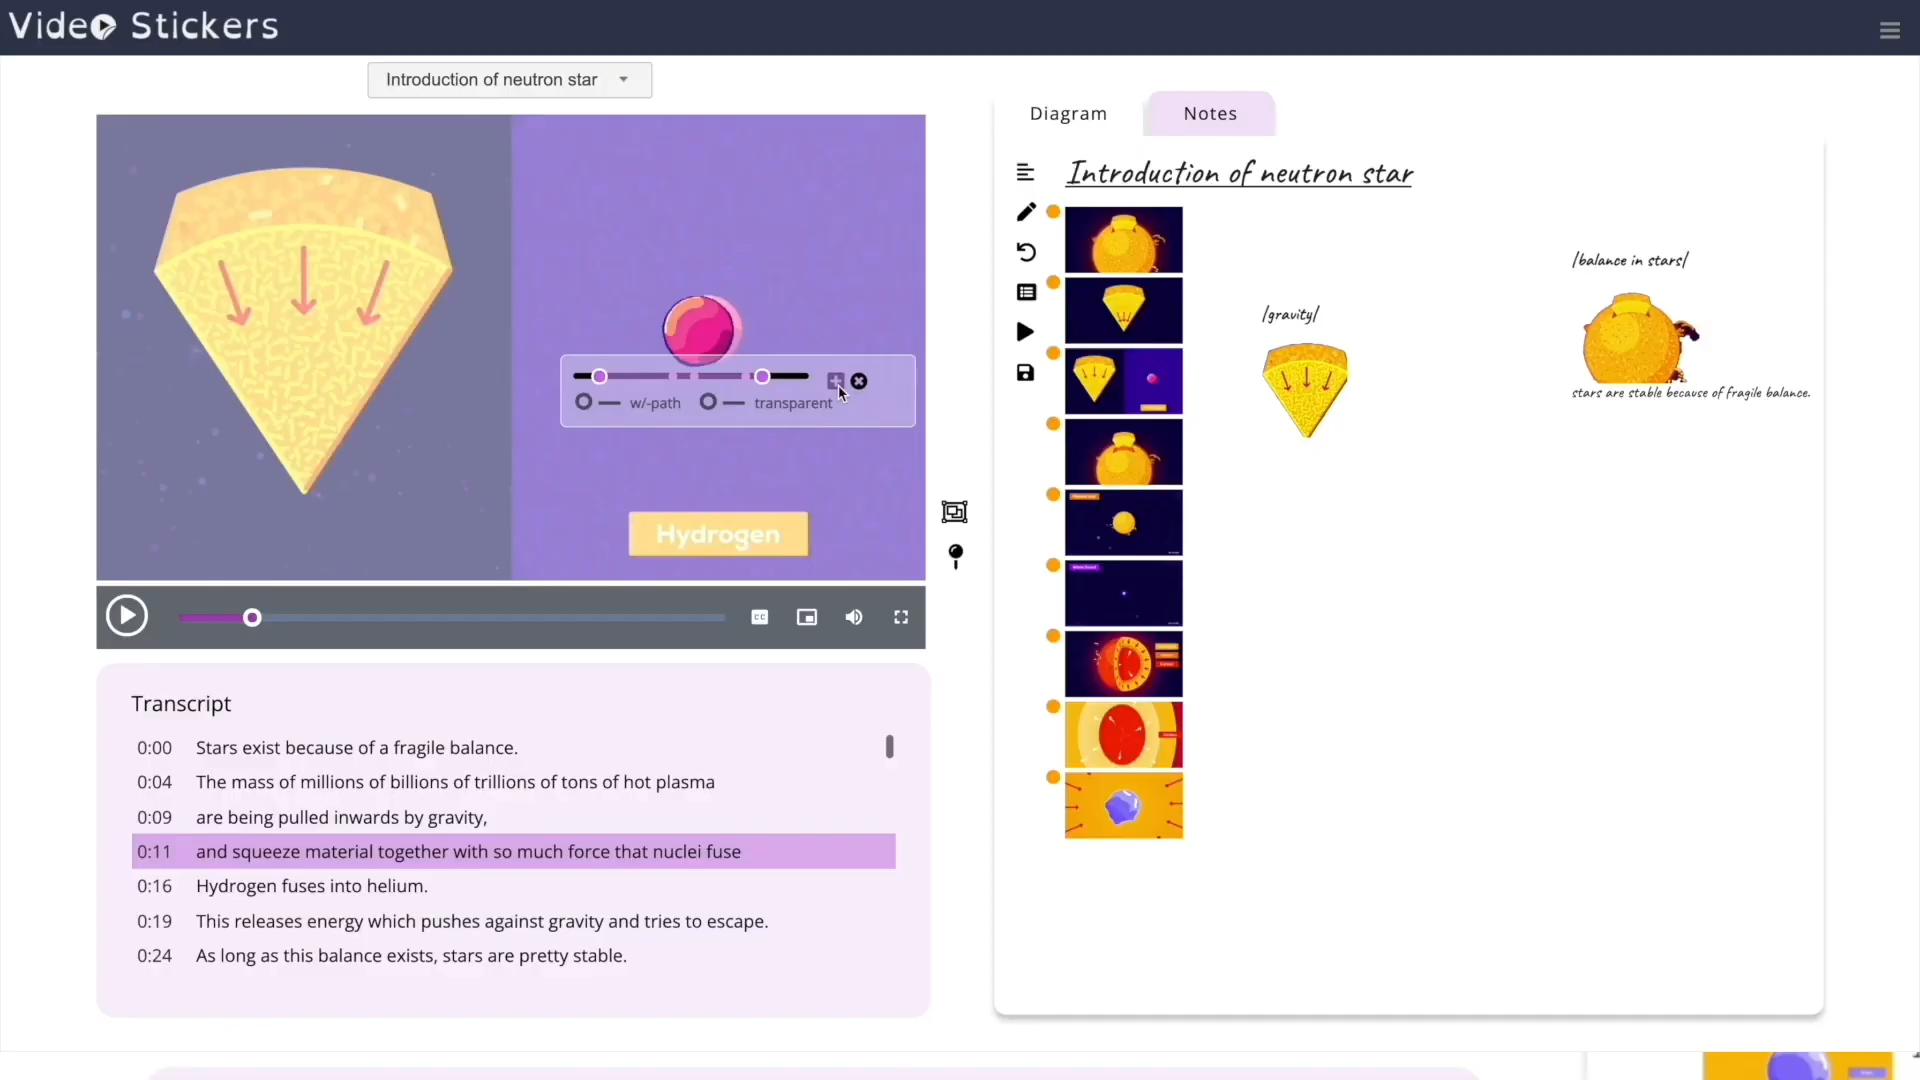 Video Stickers
Introduction of neutron star
Diagram
Notes
Introduction of neutron star
/gravity/
/balance in stars/
stars are stable because of fragile balance.
w/-path
transparent
Hydrogen
CC
Transcript
0:00 Stars exist because of a fragile balance.
0:04 The mass of millions of billions of trillions of tons of hot plasma
0:09 are being pulled inwards by gravity,
0:11 and squeeze material together with so much force that nuclei fuse
0:16 Hydrogen fuses into helium.
0:19 This releases energy which pushes against gravity and tries to escape.
0:24 As long as this balance exists, stars are pretty stable.